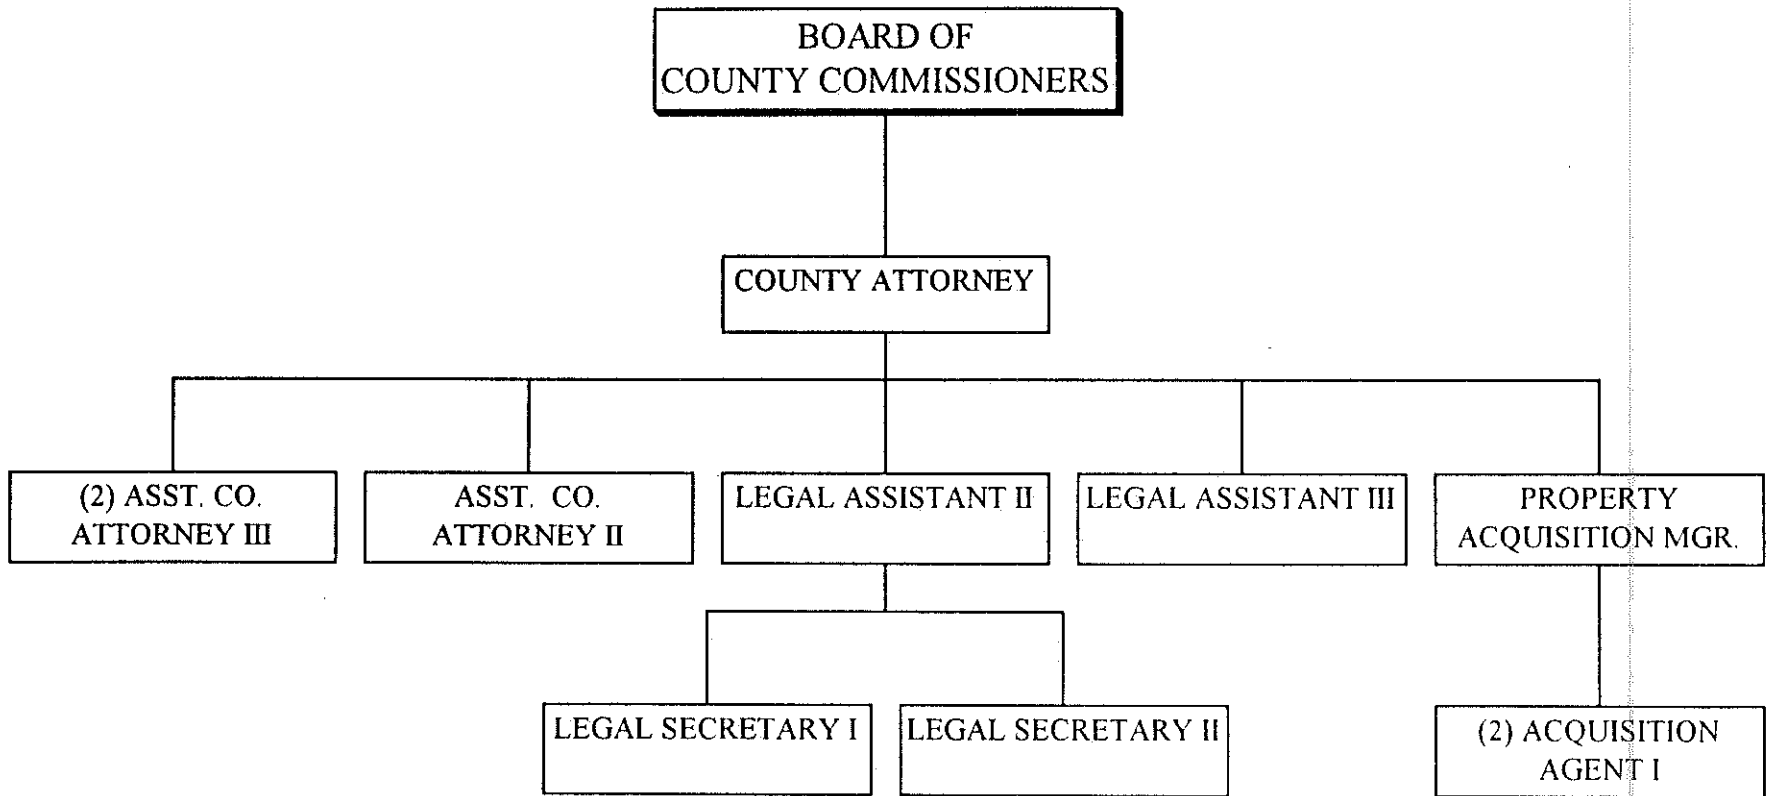 BOARD OF
COUNTY COMMISSIONERS
COUNTY ATTORNEY
(2) ASST. CO.
ATTORNEY III
ASST. CO.
ATTORNEY II
LEGAL ASSISTANT II
LEGAL ASSISTANT III
PROPERTY
ACQUISITION MGR.
LEGAL SECRETARY I
LEGAL SECRETARY II
(2) ACQUISITION
AGENT I